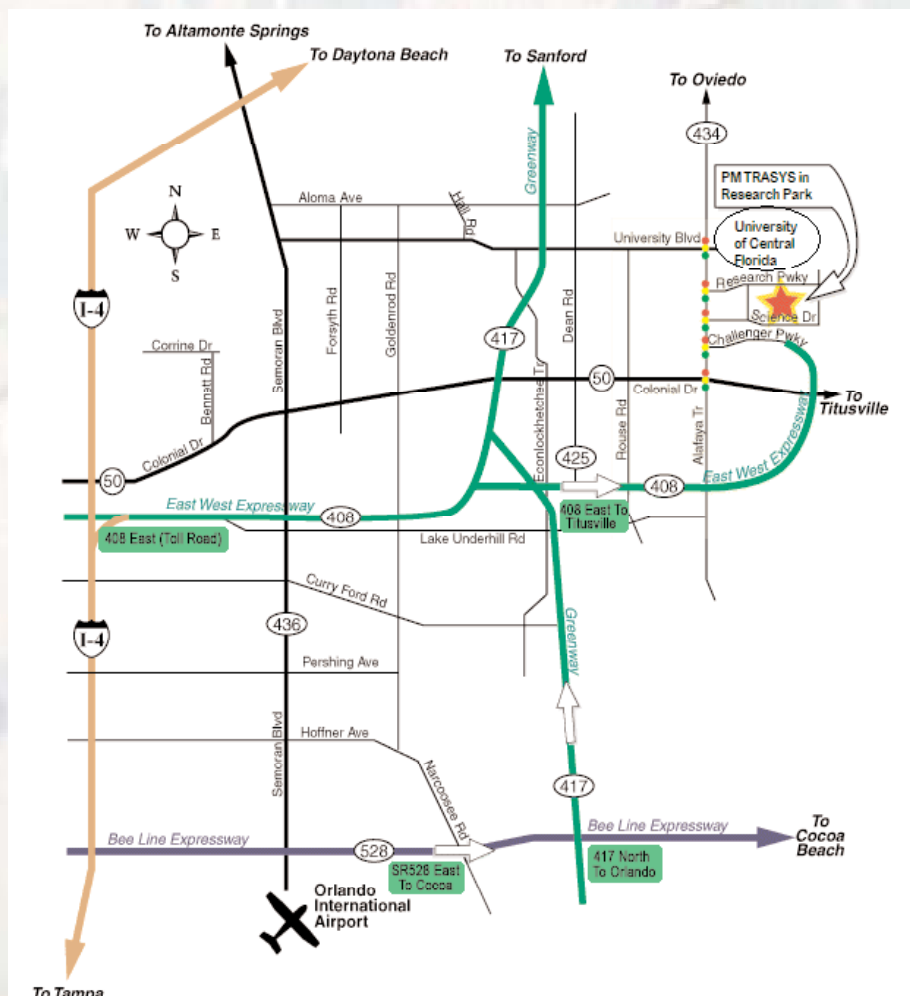 To Altamonte Springs
To Daytona Beach
To Sanford
To Oviedo
434
Greenway
PM TRASYS in
Research Park
N
W E
S
Aloma Ave
Hall Rd
University Blvd
University
of Central
Florida
Research Pwky
Science Dr
Challenger Pwky
I-4
Semoran Blvd
Forsyth Rd
Goldenrod Rd
417
Dean Rd
Corrine Dr
Bennatt Rd
Econlockhetchee Tr
Rouse Rd
50
Colonial Dr
Alafaya Tr
To
Titusville
Colonial Dr
50
425
East West Expressway
408
East West Expressway
408
408 East To
Titusville
408 East (Toll Road)
Lake Underhill Rd
Curry Ford Rd
Greenway
I-4
436
Pershing Ave
Semoran Blvd
Hoffner Ave
Narcoosee Rd
417
Bee Line Expressway
528
Bee Line Expressway
To
Cocoa
Beach
SR528 East
To Cocoa
417 North
To Orlando
Orlando
International
Airport
To Tampa